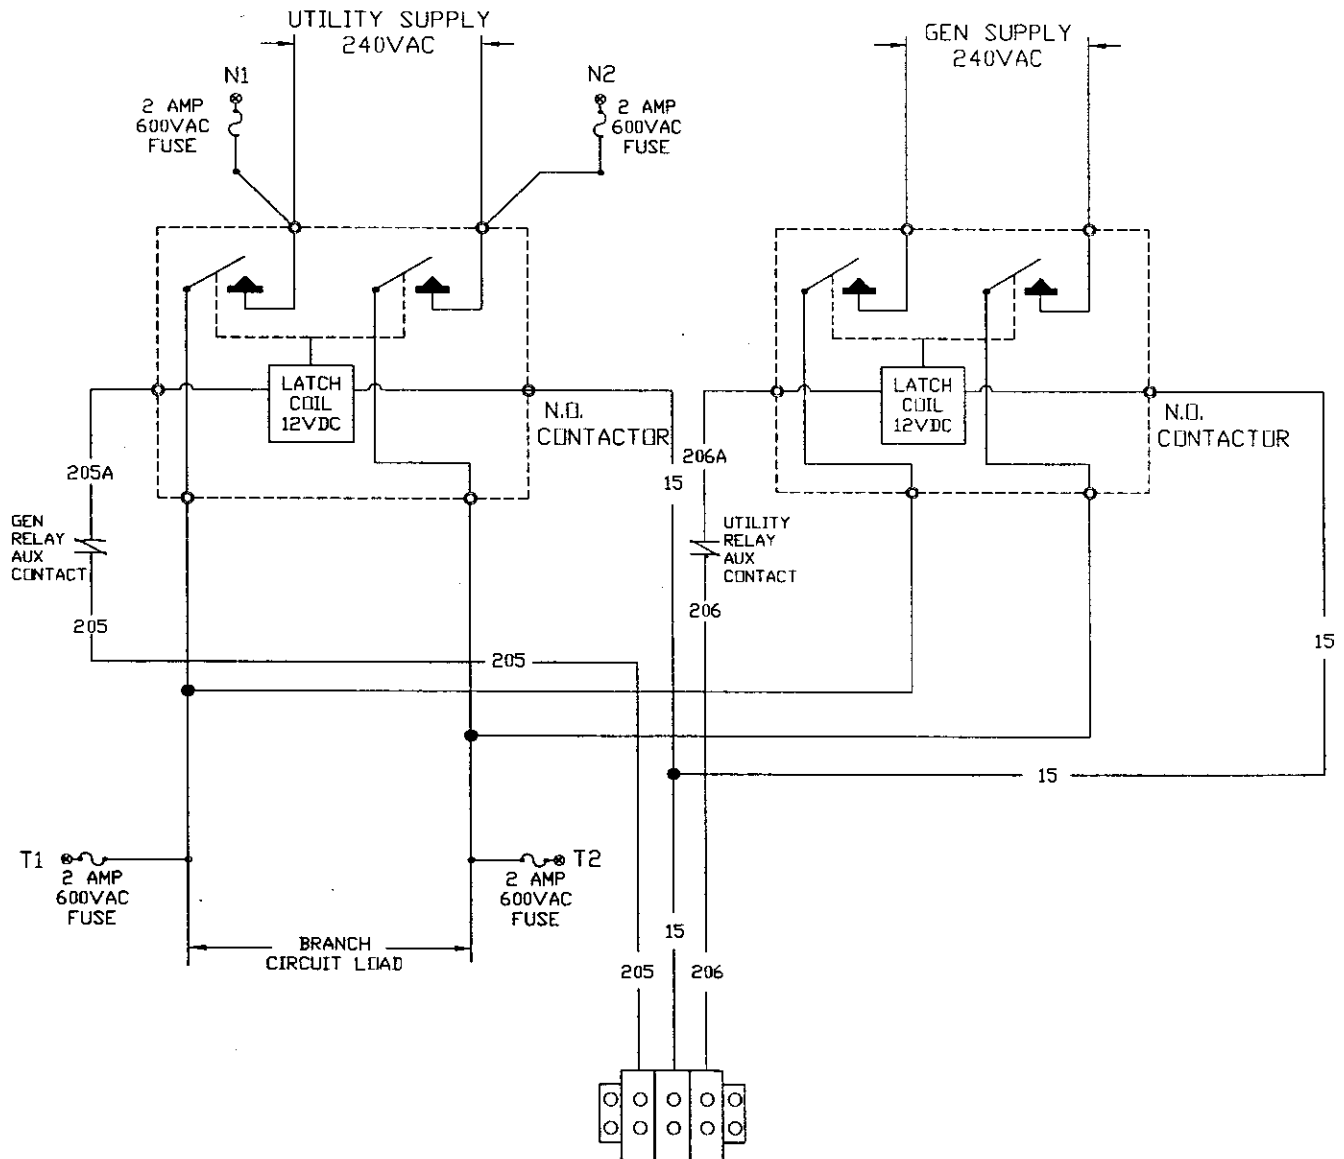 UTILITY SUPPLY
240VAC
GEN SUPPLY
240VAC
N1
2 AMP
600VAC
FUSE
N2
2 AMP
600VAC
FUSE
LATCH
COIL
12VDC
N.O.
CONTACTOR
LATCH
COIL
12VDC
N.O.
CONTACTOR
205A
15
206A
GEN
RELAY
AUX
CONTACT
UTILITY
RELAY
AUX
CONTACT
205
206
15
205
15
T1
2 AMP
600VAC
FUSE
T2
2 AMP
600VAC
FUSE
BRANCH
CIRCUIT LOAD
15
205
206